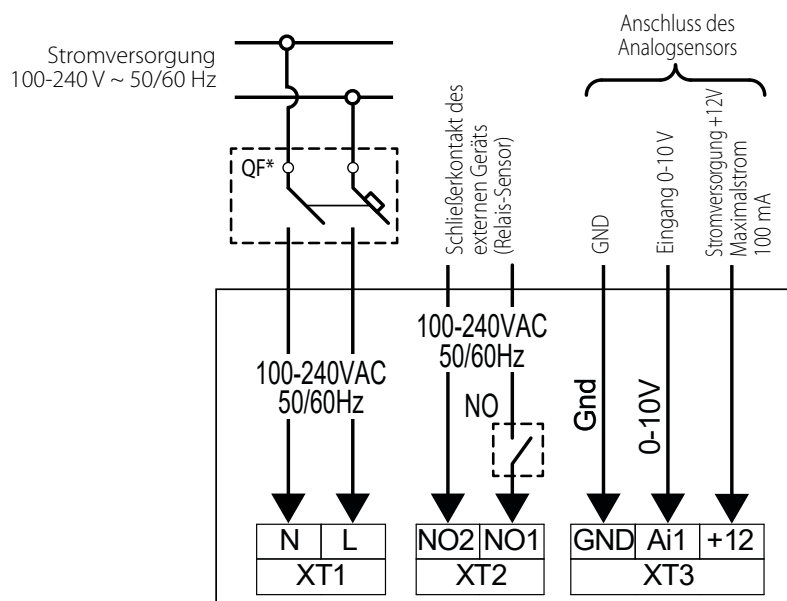 Stromversorgung
100-240 V ~ 50/60 Hz
QF*
Schließerkontakt des
externen Geräts
(Relais-Sensor)
Anschluss des
Analogsensors
GND
Eingang 0-10 V
Stromversorgung +12V
Maximalstrom
100 mA
100-240VAC
50/60Hz
100-240VAC
50/60Hz
NO
Gnd
0-10V
N L
XT1
NO2 NO1
XT2
GND Ai1 +12
XT3